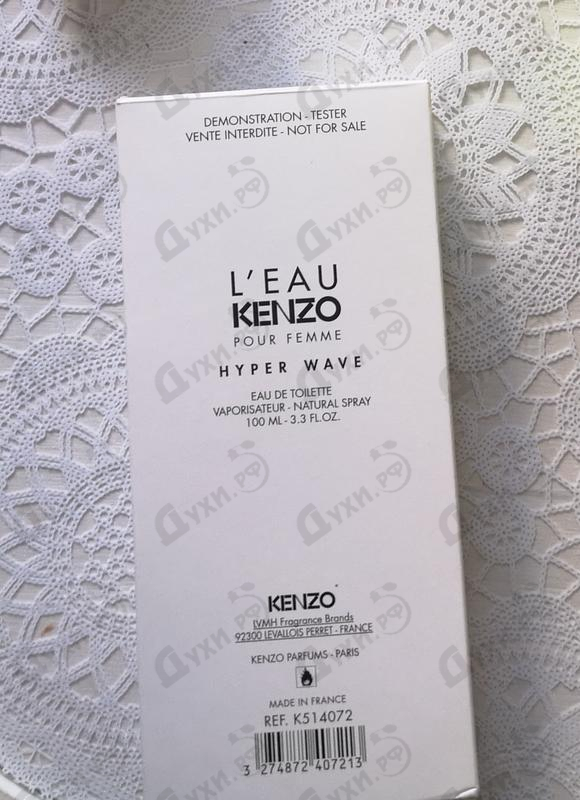 DEMONSTRATION - TESTER
VENTE INTERDITE - NOT FOR SALE
L'EAU
KENZO
POUR FEMME
HYPER WAVE
EAU DE TOILETTE
VAPORISATEUR - NATURAL SPRAY
100 ML - 3.3 FL.OZ.
KENZO
LVMH Fragrance Brands
92300 LEVALLOIS PERRET - FRANCE
KENZO PARFUMS - PARIS
MADE IN FRANCE
REF. K514072
3 274872 407213
Духи.рф